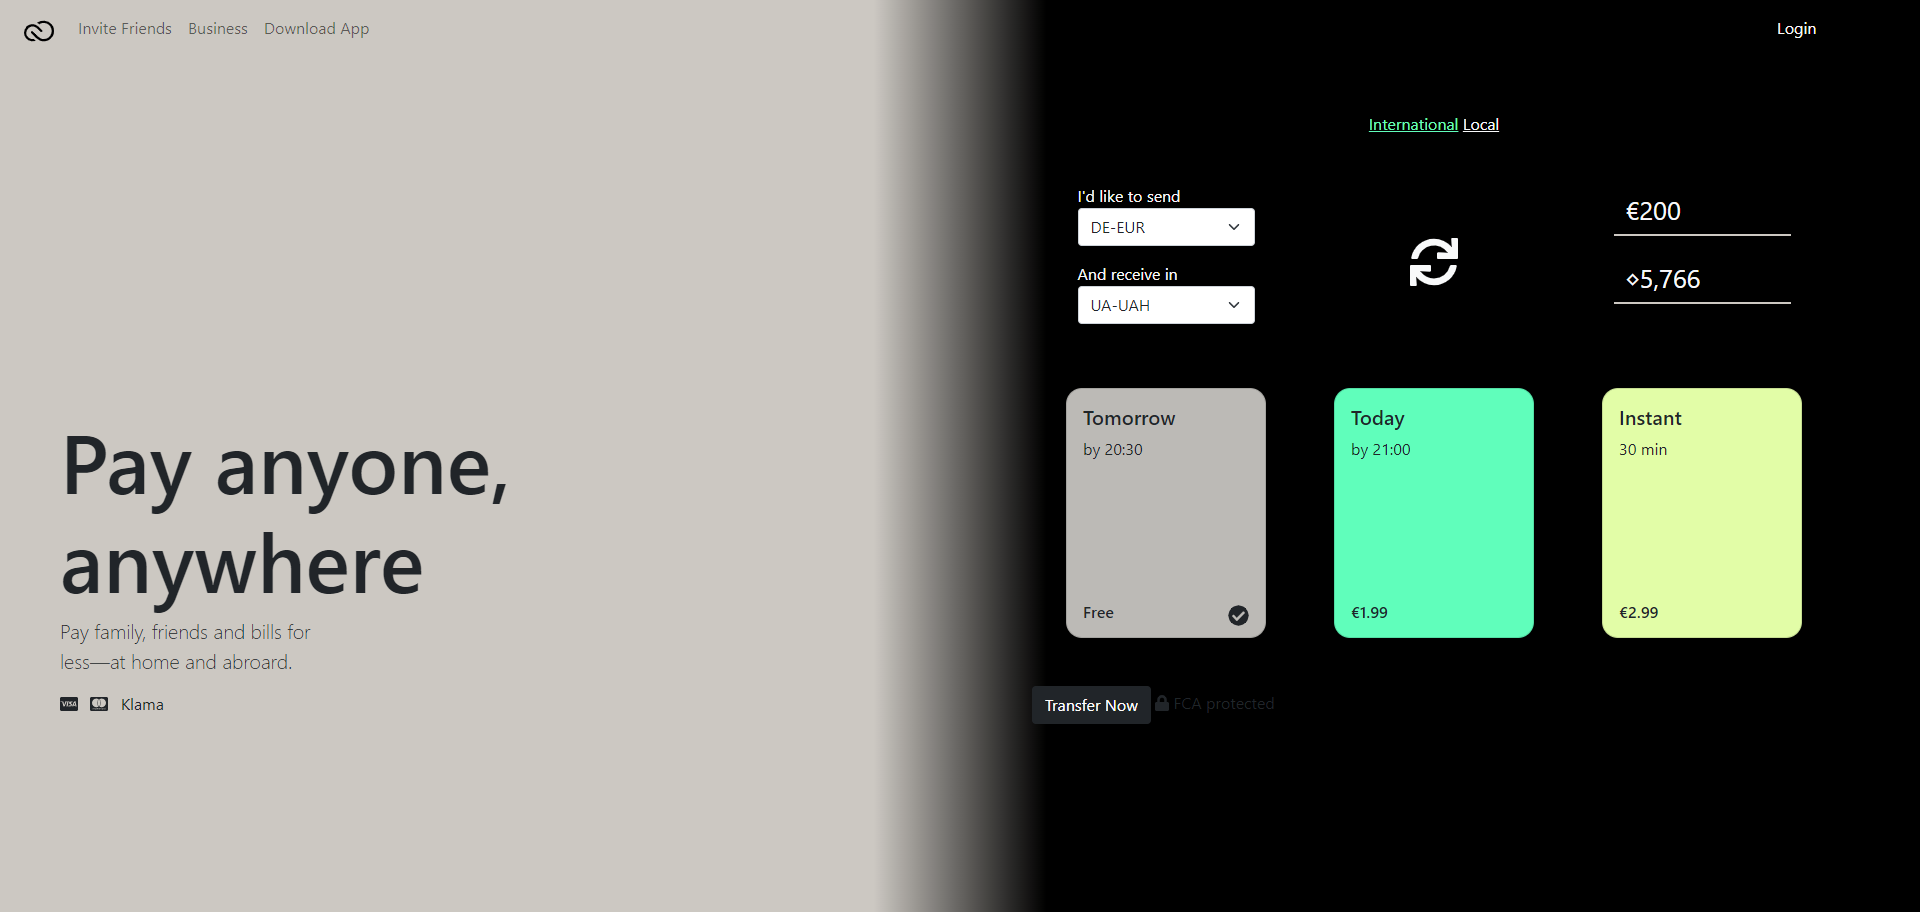 Invite Friends Business Download App
Login
Pay anyone,
anywhere
Pay family, friends and bills for
less—at home and abroad.
VISA Klama
International Local
I'd like to send
DE-EUR
€200
And receive in
UA-UAH
⋄5,766
Tomorrow
by 20:30
Free
Today
by 21:00
€1.99
Instant
30 min
€2.99
Transfer Now FCA protected